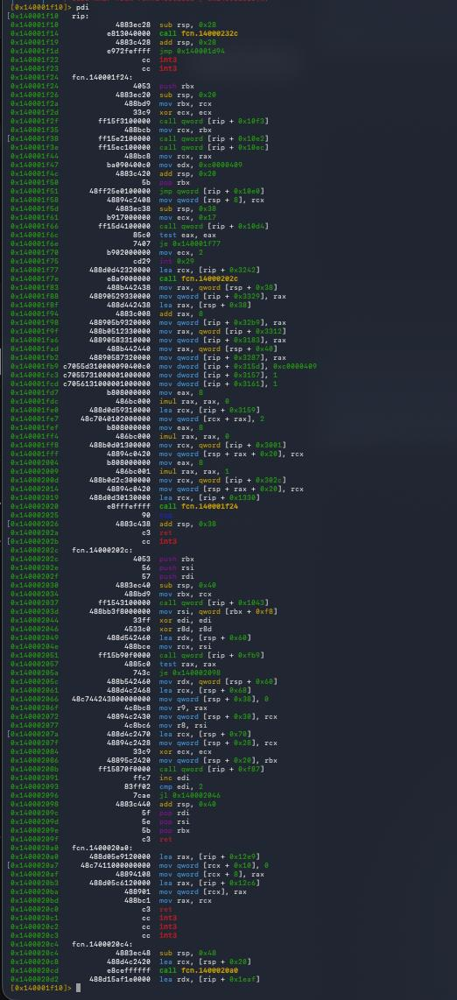 [0x140001f10]> pdi
[0x140001f10   rip:
0x140001f10                 4883ec28  sub rsp, 0x28
0x140001f14               e813040000  call fcn.14000232c
0x140001f19                 4883c428  add rsp, 0x28
0x140001f1d               e972feffff  jmp 0x140001d94
0x140001f22                       cc  int3
0x140001f23                       cc  int3
0x140001f24   fcn.140001f24:
0x140001f24                     4053  push rbx
0x140001f26                 4883ec20  sub rsp, 0x20
0x140001f2a                   488bd9  mov rbx, rcx
0x140001f2d                     33c9  xor ecx, ecx
0x140001f2f             ff15f3100000  call qword [rip + 0x10f3]
0x140001f35                   488bcb  mov rcx, rbx
[0x140001f38             ff15e2100000  call qword [rip + 0x10e2]
0x140001f3e             ff15ec100000  call qword [rip + 0x10ec]
0x140001f44                   488bc8  mov rcx, rax
0x140001f47               ba090400c0  mov edx, 0xc0000409
0x140001f4c                 4883c420  add rsp, 0x20
0x140001f50                       5b  pop rbx
0x140001f51           48ff25e0100000  jmp qword [rip + 0x10e0]
0x140001f58               48894c2408  mov qword [rsp + 8], rcx
0x140001f5d                 4883ec38  sub rsp, 0x38
0x140001f61               b917000000  mov ecx, 0x17
0x140001f66             ff15d4100000  call qword [rip + 0x10d4]
0x140001f6c                     85c0  test eax, eax
0x140001f6e                     7407  je 0x140001f77
0x140001f70               b902000000  mov ecx, 2
0x140001f75                     cd29  int 0x29
0x140001f77           488d0d42320000  lea rcx, [rip + 0x3242]
0x140001f7e               e8a9000000  call fcn.14000202c
0x140001f83               488b442438  mov rax, qword [rsp + 0x38]
0x140001f88           48890529330000  mov qword [rip + 0x3329], rax
0x140001f8f               488d442438  lea rax, [rsp + 0x38]
0x140001f94                 4883c008  add rax, 8
0x140001f98           488905b9320000  mov qword [rip + 0x32b9], rax
0x140001f9f           488b0512330000  mov rax, qword [rip + 0x3312]
0x140001fa6           48890583310000  mov qword [rip + 0x3183], rax
0x140001fad               488b442440  mov rax, qword [rsp + 0x40]
0x140001fb2           48890587320000  mov qword [rip + 0x3287], rax
0x140001fb9     c7055d310000090400c0  mov dword [rip + 0x315d], 0xc0000409
0x140001fc3     c7055731000001000000  mov dword [rip + 0x3157], 1
0x140001fcd     c7056131000001000000  mov dword [rip + 0x3161], 1
0x140001fd7               b808000000  mov eax, 8
0x140001fdc                 486bc000  imul rax, rax, 0
0x140001fe0           488d0d59310000  lea rcx, [rip + 0x3159]
0x140001fe7         48c7040102000000  mov qword [rcx + rax], 2
0x140001fef               b808000000  mov eax, 8
0x140001ff4                 486bc000  imul rax, rax, 0
0x140001ff8           488b0d01300000  mov rcx, qword [rip + 0x3001]
0x140001fff               48894c0420  mov qword [rsp + rax + 0x20], rcx
0x140002004               b808000000  mov eax, 8
0x140002009                 486bc001  imul rax, rax, 1
0x14000200d           488b0d2c300000  mov rcx, qword [rip + 0x302c]
0x140002014               48894c0420  mov qword [rsp + rax + 0x20], rcx
0x140002019           488d0d30130000  lea rcx, [rip + 0x1330]
0x140002020               e8fffeffff  call fcn.140001f24
0x140002025                       90  nop
[0x140002026                 4883c438  add rsp, 0x38
0x14000202a                       c3  ret
[0x14000202b                       cc  int3
0x14000202c   fcn.14000202c:
0x14000202c                     4053  push rbx
0x14000202e                       56  push rsi
0x14000202f                       57  push rdi
0x140002030                 4883ec40  sub rsp, 0x40
0x140002034                   488bd9  mov rbx, rcx
0x140002037             ff1543100000  call qword [rip + 0x1043]
0x14000203d           488bb3f8000000  mov rsi, qword [rbx + 0xf8]
0x140002044                     33ff  xor edi, edi
0x140002046                   4533c0  xor r8d, r8d
0x140002049               488d542460  lea rdx, [rsp + 0x60]
0x14000204e                   488bce  mov rcx, rsi
0x140002051             ff15b90f0000  call qword [rip + 0xfb9]
0x140002057                   4885c0  test rax, rax
0x14000205a                     743c  je 0x140002098
0x14000205c               488b542460  mov rdx, qword [rsp + 0x60]
0x140002061               488d4c2468  lea rcx, [rsp + 0x68]
0x140002066       48c744243800000000  mov qword [rsp + 0x38], 0
0x14000206f                   4c8bc8  mov r9, rax
0x140002072               48894c2430  mov qword [rsp + 0x30], rcx
0x140002077                   4c8bc6  mov r8, rsi
[0x14000207a               488d4c2470  lea rcx, [rsp + 0x70]
0x14000207f               48894c2428  mov qword [rsp + 0x28], rcx
0x140002084                     33c9  xor ecx, ecx
0x140002086               48895c2420  mov qword [rsp + 0x20], rbx
0x14000208b             ff15870f0000  call qword [rip + 0xf87]
0x140002091                     ffc7  inc edi
0x140002093                   83ff02  cmp edi, 2
0x140002096                     7cae  jl 0x140002046
0x140002098                 4883c440  add rsp, 0x40
0x14000209c                       5f  pop rdi
0x14000209d                       5e  pop rsi
0x14000209e                       5b  pop rbx
0x14000209f                       c3  ret
0x1400020a0   fcn.1400020a0:
0x1400020a0           488d05e9120000  lea rax, [rip + 0x12e9]
[0x1400020a7         48c7411000000000  mov qword [rcx + 0x10], 0
0x1400020af                 48894108  mov qword [rcx + 8], rax
0x1400020b3           488d05c6120000  lea rax, [rip + 0x12c6]
0x1400020ba                   488901  mov qword [rcx], rax
0x1400020bd                   488bc1  mov rax, rcx
0x1400020c0                       c3  ret
0x1400020c1                       cc  int3
0x1400020c2                       cc  int3
0x1400020c3                       cc  int3
0x1400020c4   fcn.1400020c4:
0x1400020c4                 4883ec48  sub rsp, 0x48
0x1400020c8               488d4c2420  lea rcx, [rsp + 0x20]
0x1400020cd               e8ceffffff  call fcn.1400020a0
0x1400020d2           488d15af1e0000  lea rdx, [rip + 0x1eaf]
[0x140001f10]>